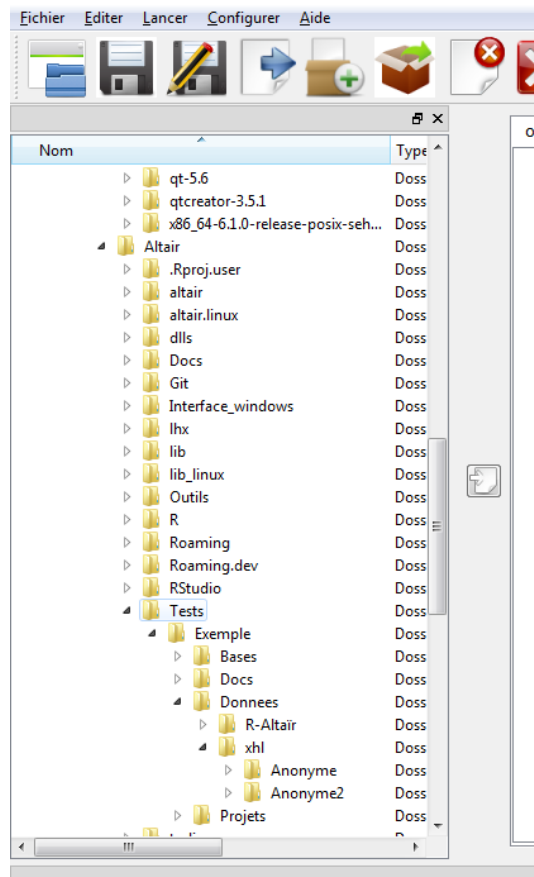 Fichier Editer Lancer Configurer Aide
Nom Type
qt-5.6 Doss
qtcreator-3.5.1 Doss
x86_64-6.1.0-release-posix-seh... Doss
Altair Doss
.Rproj.user Doss
altair Doss
altair.linux Doss
dlls Doss
Docs Doss
Git Doss
Interface_windows Doss
lhx Doss
lib Doss
lib_linux Doss
Outils Doss
R Doss
Roaming Doss
Roaming.dev Doss
RStudio Doss
Tests Doss
Exemple Doss
Bases Doss
Docs Doss
Donnees Doss
R-Altaïr Doss
xhl Doss
Anonyme Doss
Anonyme2 Doss
Projets Doss